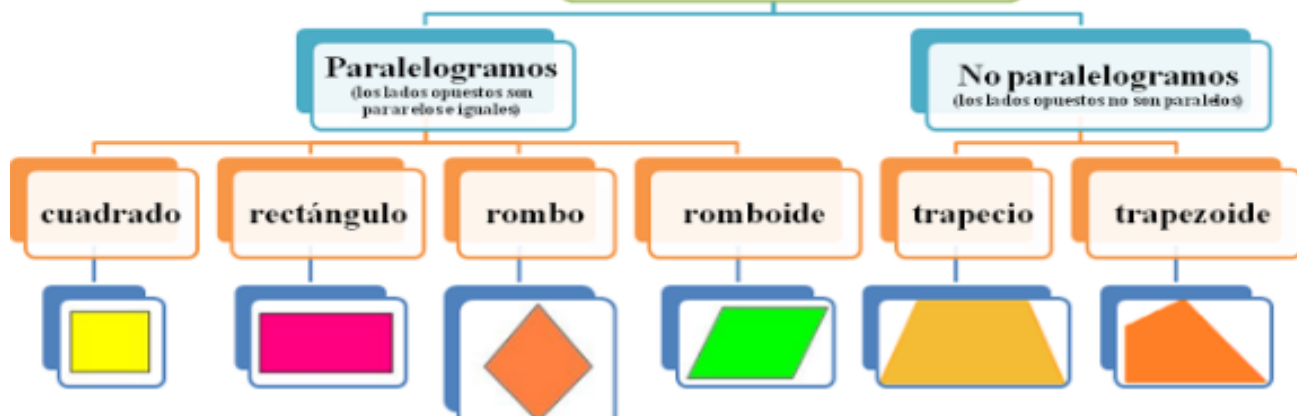 Paralelogramos
(los lados opuestos son
pararelos e iguales)
No paralelogramos
(los lados opuestos no son paralelos)
cuadrado
rectángulo
rombo
romboide
trapecio
trapezoide